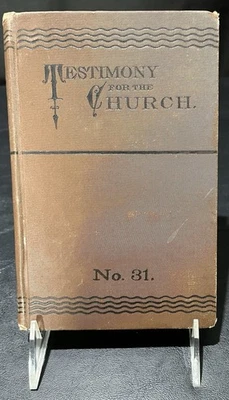 TESTIMONY
FOR THE
CHURCH.
No. 31.